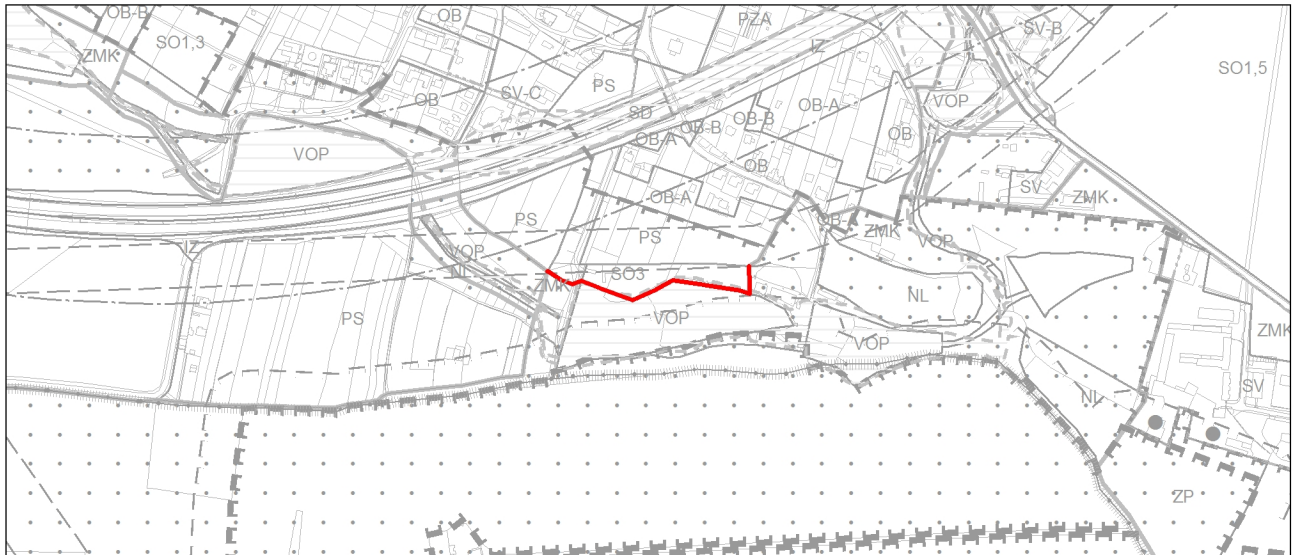 OB-B
OB
PZA
SV-B
SO1,3
ZMK
IZ
SO1,5
PS
OB
SV-C
OB-A
VOP
SD
OB-B
OB-B
OB
OB-A
VOP
OB
SV
ZMK
OB-A
PS
PS
OB-
ZMK
VOP
IZ
VOP
NL
SO3
ZMK
NL
PS
VOP
VOP
ZMK
SV
NL
ZP